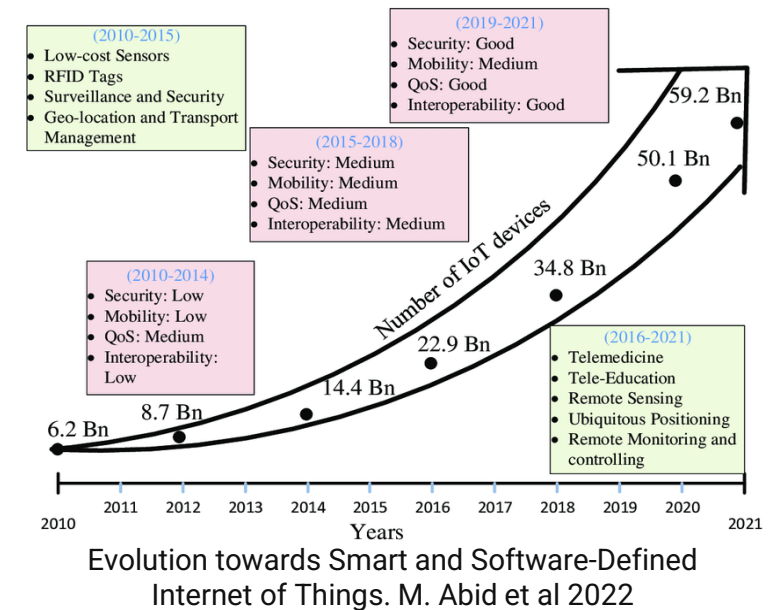 (2010-2015)
Low-cost Sensors
RFID Tags
Surveillance and Security
Geo-location and Transport
Management
(2019-2021)
Security: Good
Mobility: Medium
QoS: Good
Interoperability: Good
(2015-2018)
Security: Medium
Mobility: Medium
QoS: Medium
Interoperability: Medium
(2010-2014)
Security: Low
Mobility: Low
QoS: Medium
Interoperability:
Low
Number of IoT devices
6.2 Bn
8.7 Bn
14.4 Bn
22.9 Bn
34.8 Bn
50.1 Bn
59.2 Bn
(2016-2021)
Telemedicine
Tele-Education
Remote Sensing
Ubiquitous Positioning
Remote Monitoring and
controlling
2010 2011 2012 2013 2014 2015 2016 2017 2018 2019 2020 2021
Years
Evolution towards Smart and Software-Defined
Internet of Things. M. Abid et al 2022